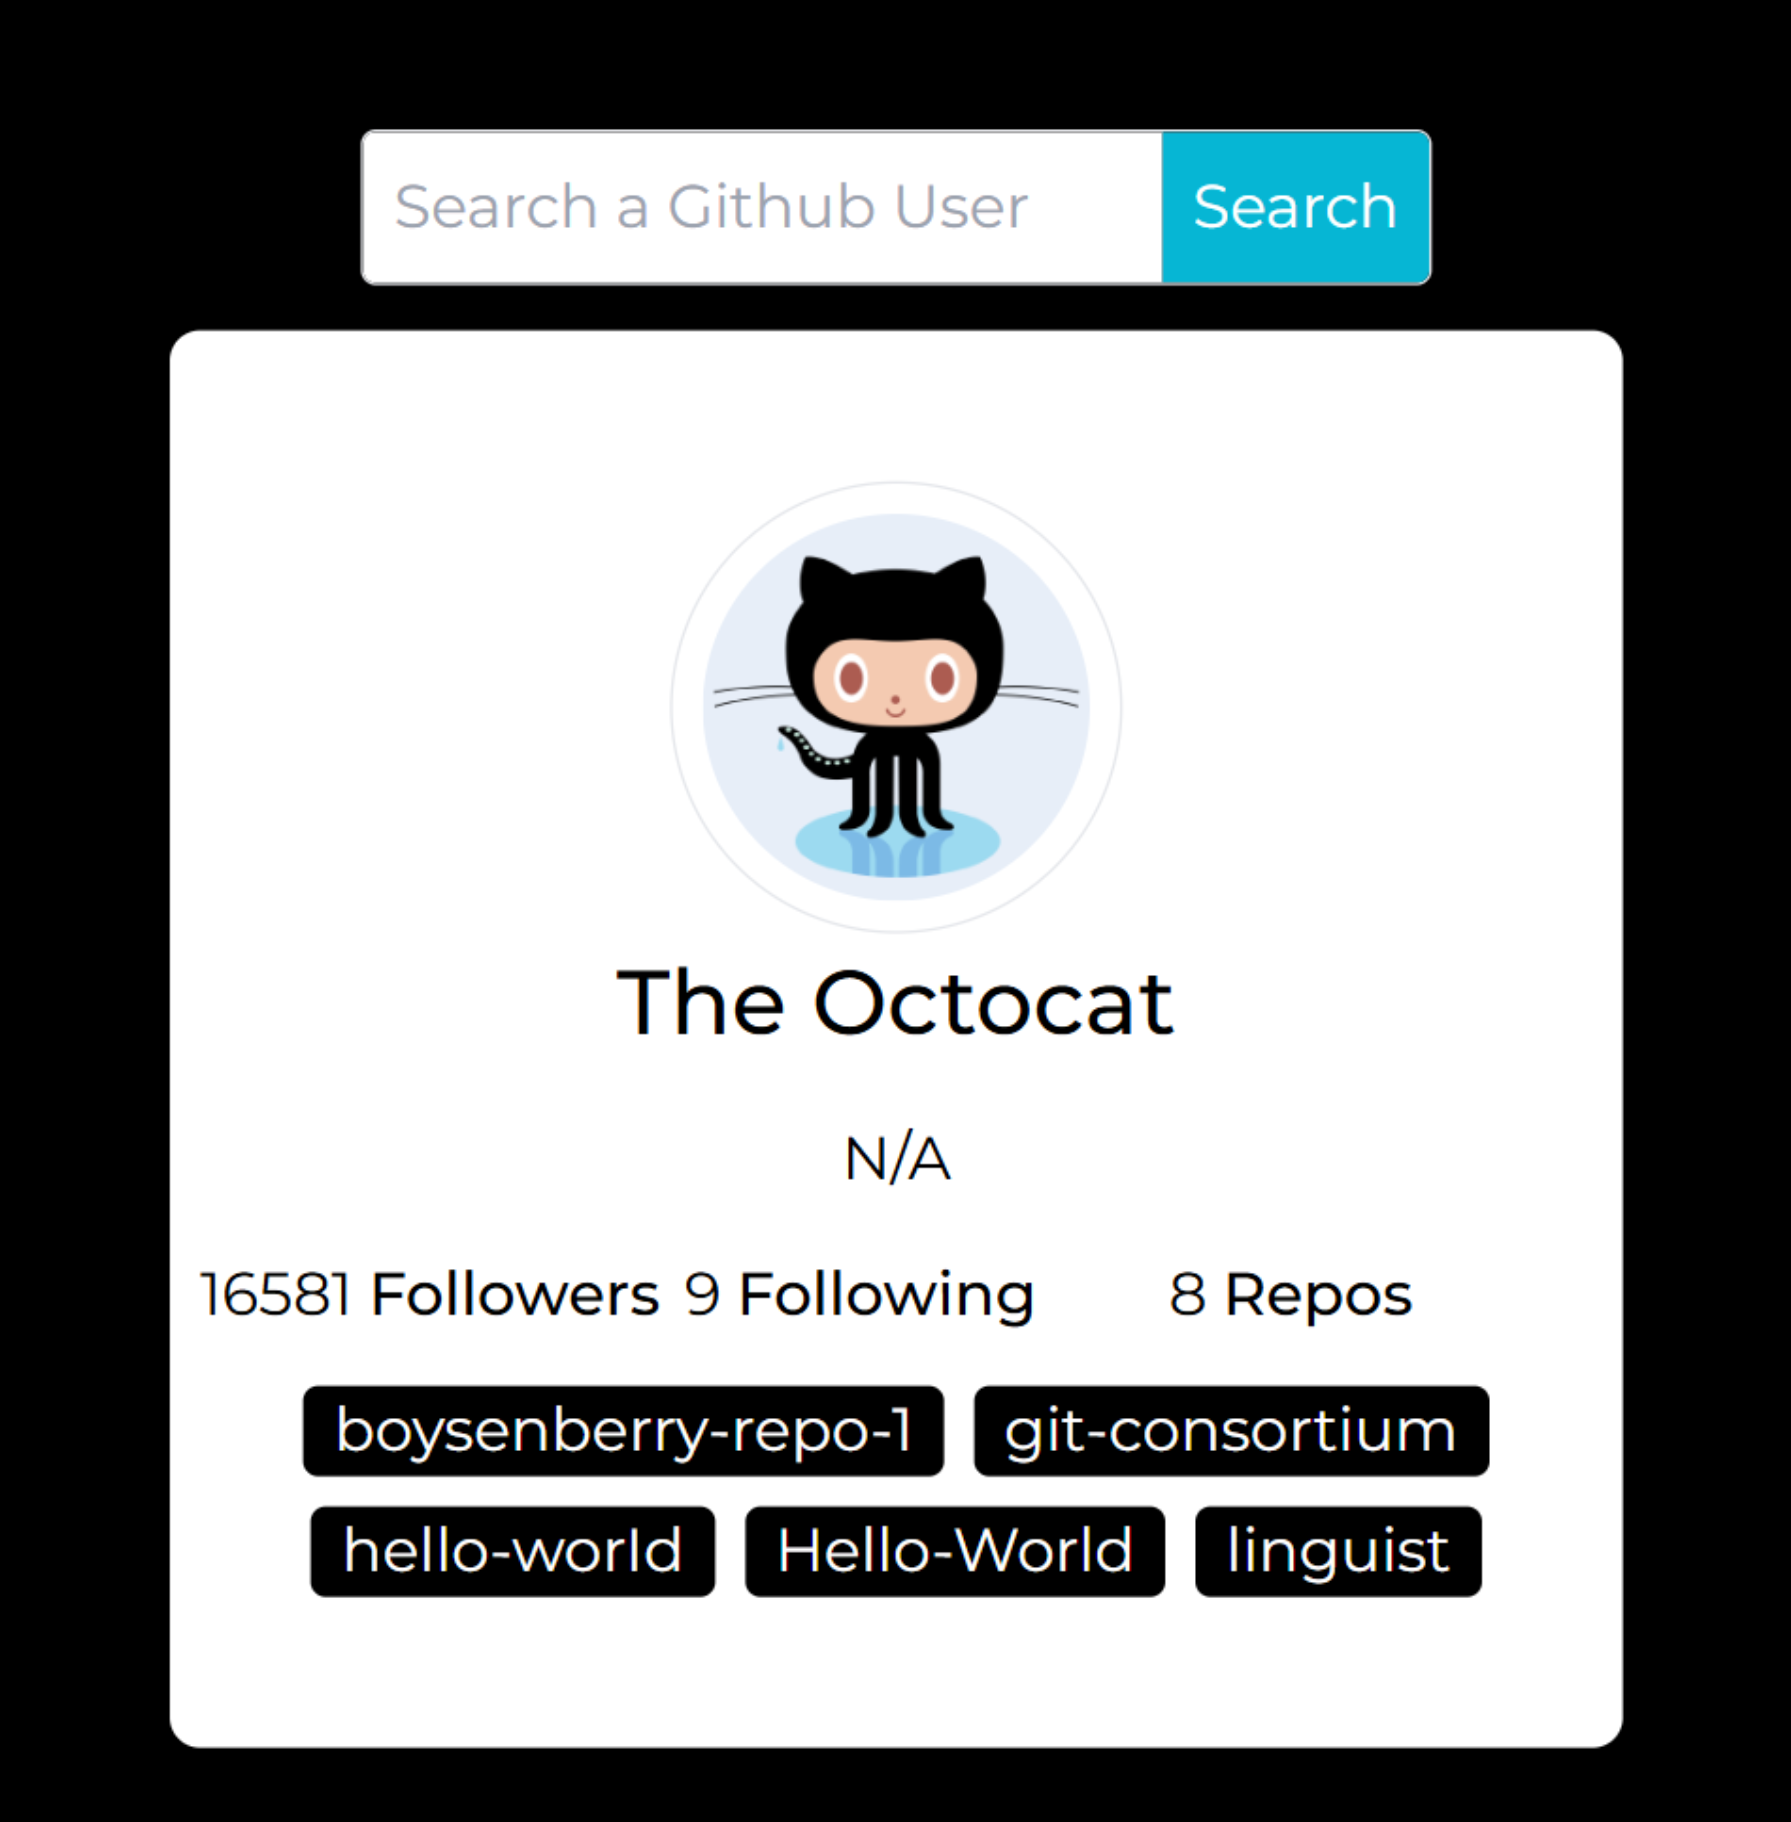 Search a Github User Search
The Octocat
N/A
16581 Followers 9 Following 8 Repos
boysenberry-repo-1 git-consortium
hello-world Hello-World linguist